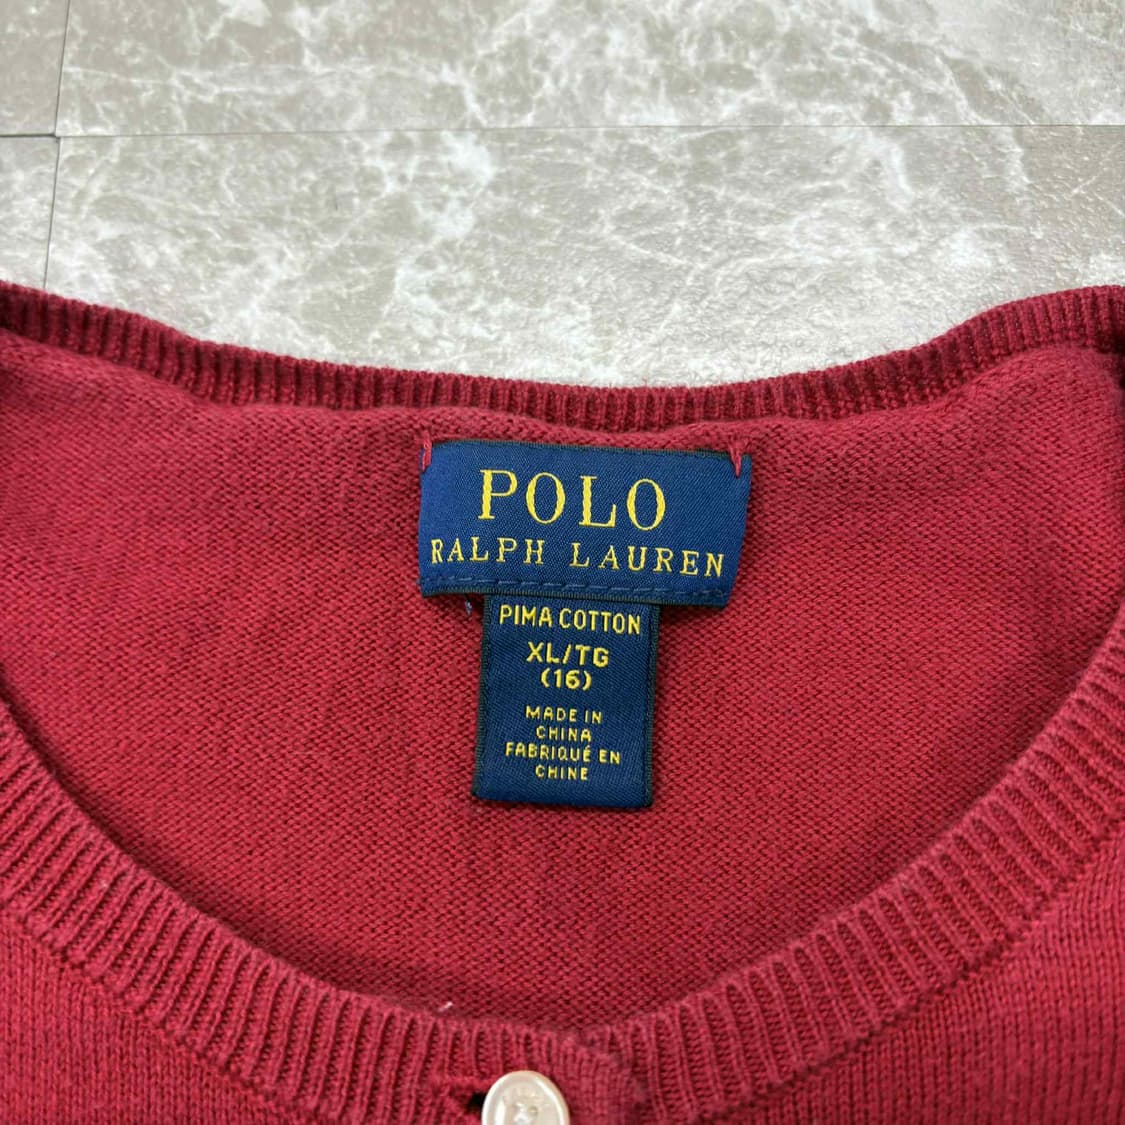 POLO
RALPH LAUREN
PIMA COTTON
XL/TG
(16)
MADE IN
CHINA
FABRIQUÉ EN
CHINE